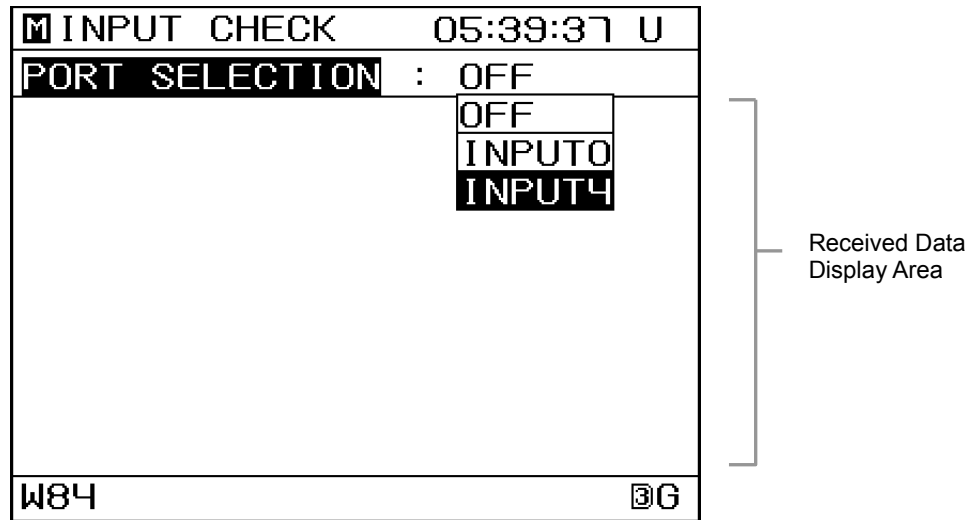 M INPUT CHECK 05:39:37 U
PORT SELECTION : OFF
OFF
INPUT0
INPUT4
Received Data
Display Area
W84 3G